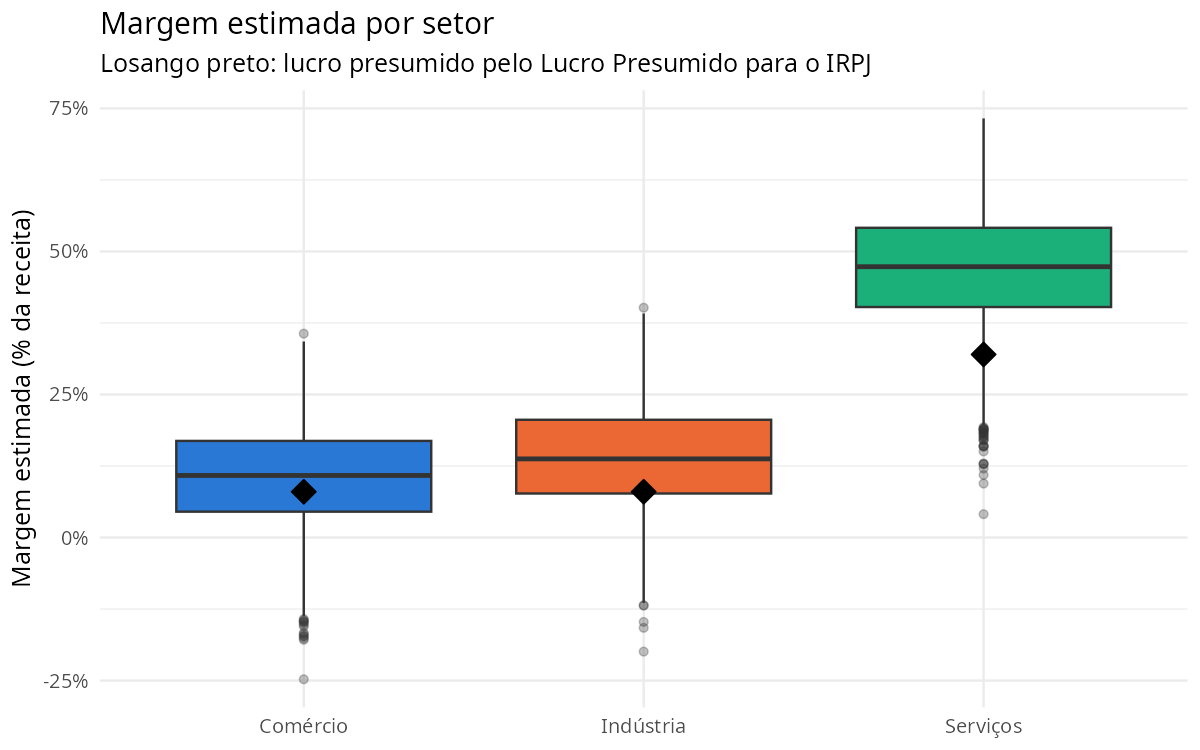 Margem estimada por setor
Losango preto: lucro presumido pelo Lucro Presumido para o IRPJ
Margem estimada (% da receita)
75%
50%
25%
0%
-25%
Comércio
Indústria
Serviços